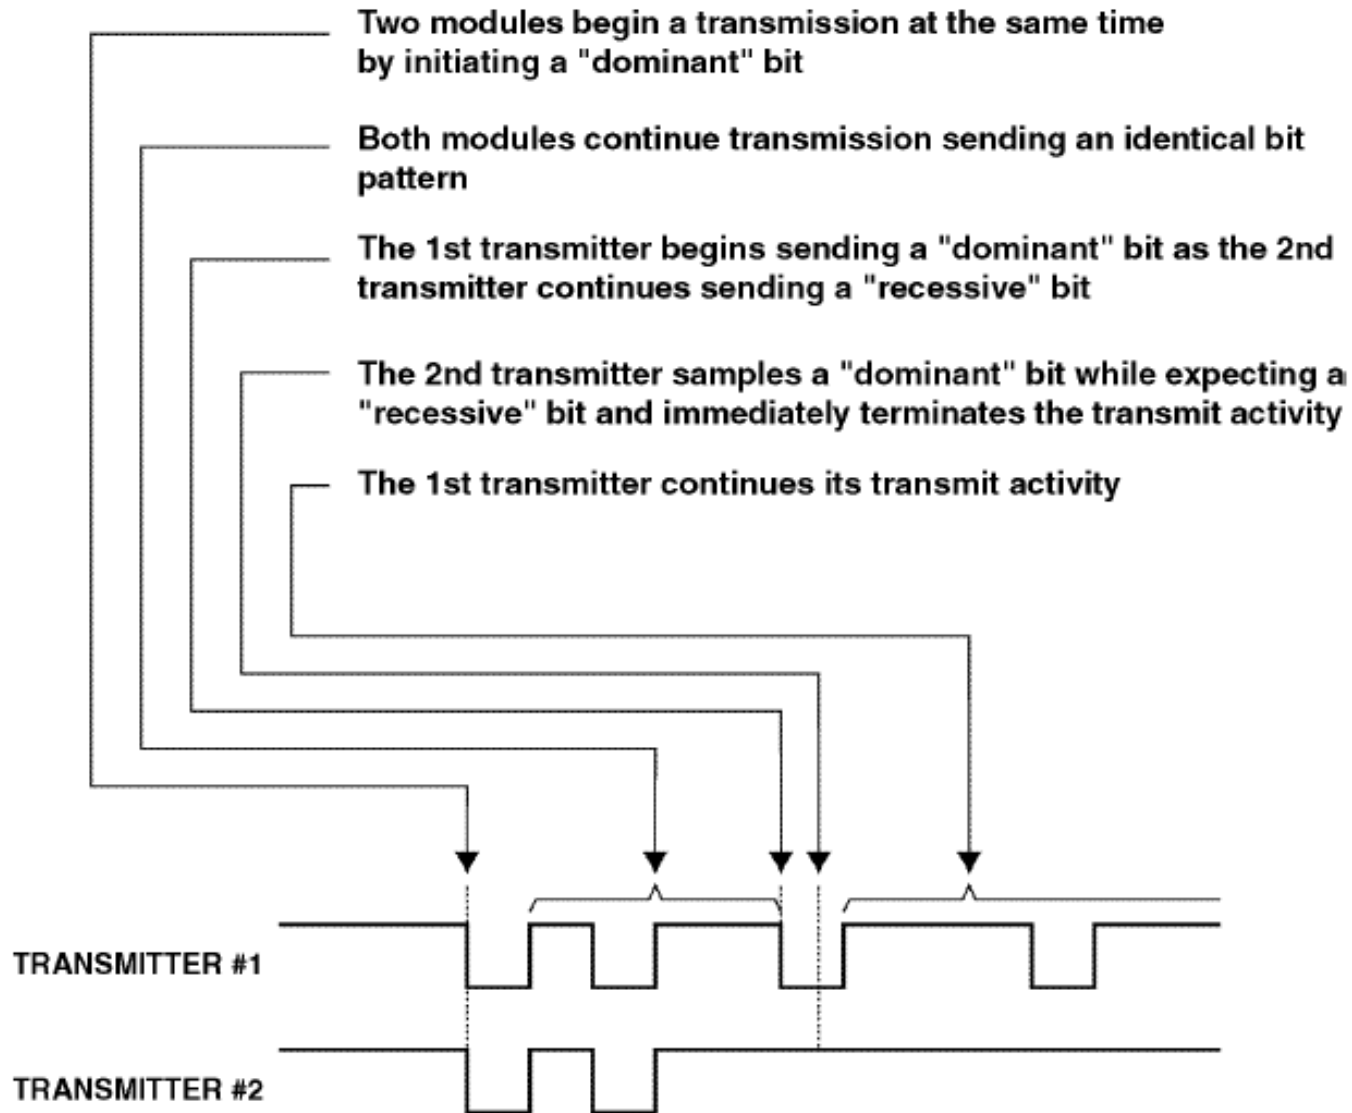 Two modules begin a transmission at the same time
by initiating a "dominant" bit
Both modules continue transmission sending an identical bit
pattern
The 1st transmitter begins sending a "dominant" bit as the 2nd
transmitter continues sending a "recessive" bit
The 2nd transmitter samples a "dominant" bit while expecting a
"recessive" bit and immediately terminates the transmit activity
The 1st transmitter continues its transmit activity
TRANSMITTER #1
TRANSMITTER #2